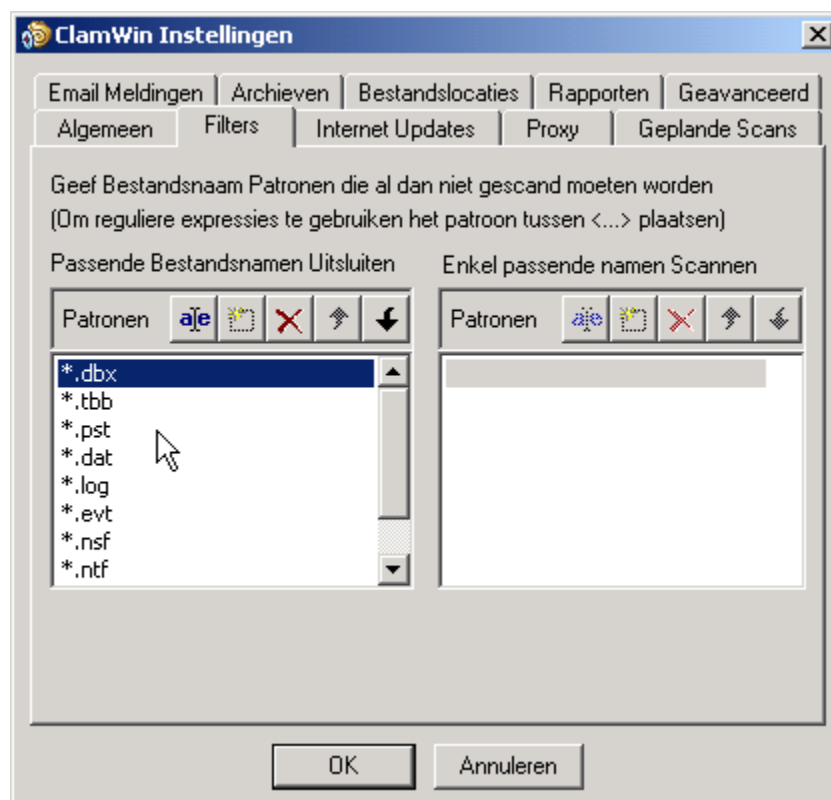 ClamWin Instellingen
Email Meldingen Archieven Bestandslocaties Rapporten Geavanceerd
Algemeen Filters Internet Updates Proxy Geplande Scans
Geef Bestandsnaam Patronen die al dan niet gescand moeten worden
(Om reguliere expressies te gebruiken het patroon tussen <...> plaatsen)
Passende Bestandsnamen Uitsluiten
Patronen a|e
*.dbx
*.tbb
*.pst
*.dat
*.log
*.evt
*.nsf
*.ntf
Enkel passende namen Scannen
Patronen a|e
OK Annuleren